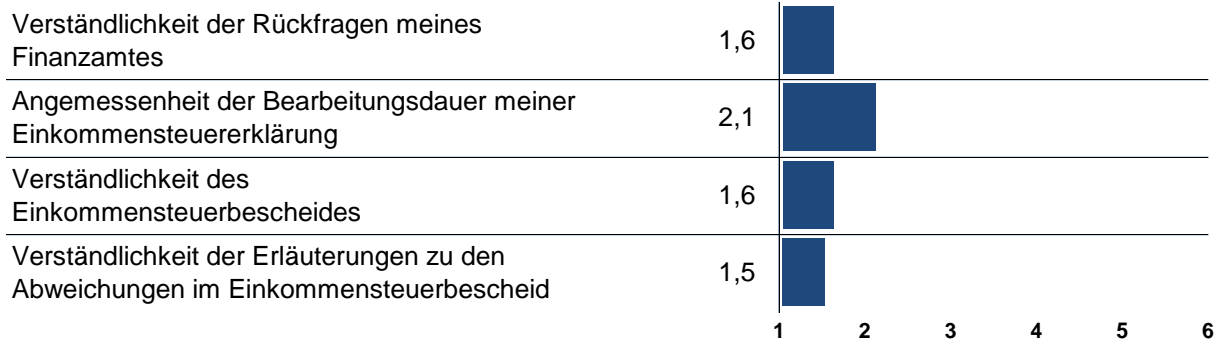 Verständlichkeit der Rückfragen meines
Finanzamtes
1,6
Angemessenheit der Bearbeitungsdauer meiner
Einkommensteuererklärung
2,1
Verständlichkeit des
Einkommensteuerbescheides
1,6
Verständlichkeit der Erläuterungen zu den
Abweichungen im Einkommensteuerbescheid
1,5
1 2 3 4 5 6